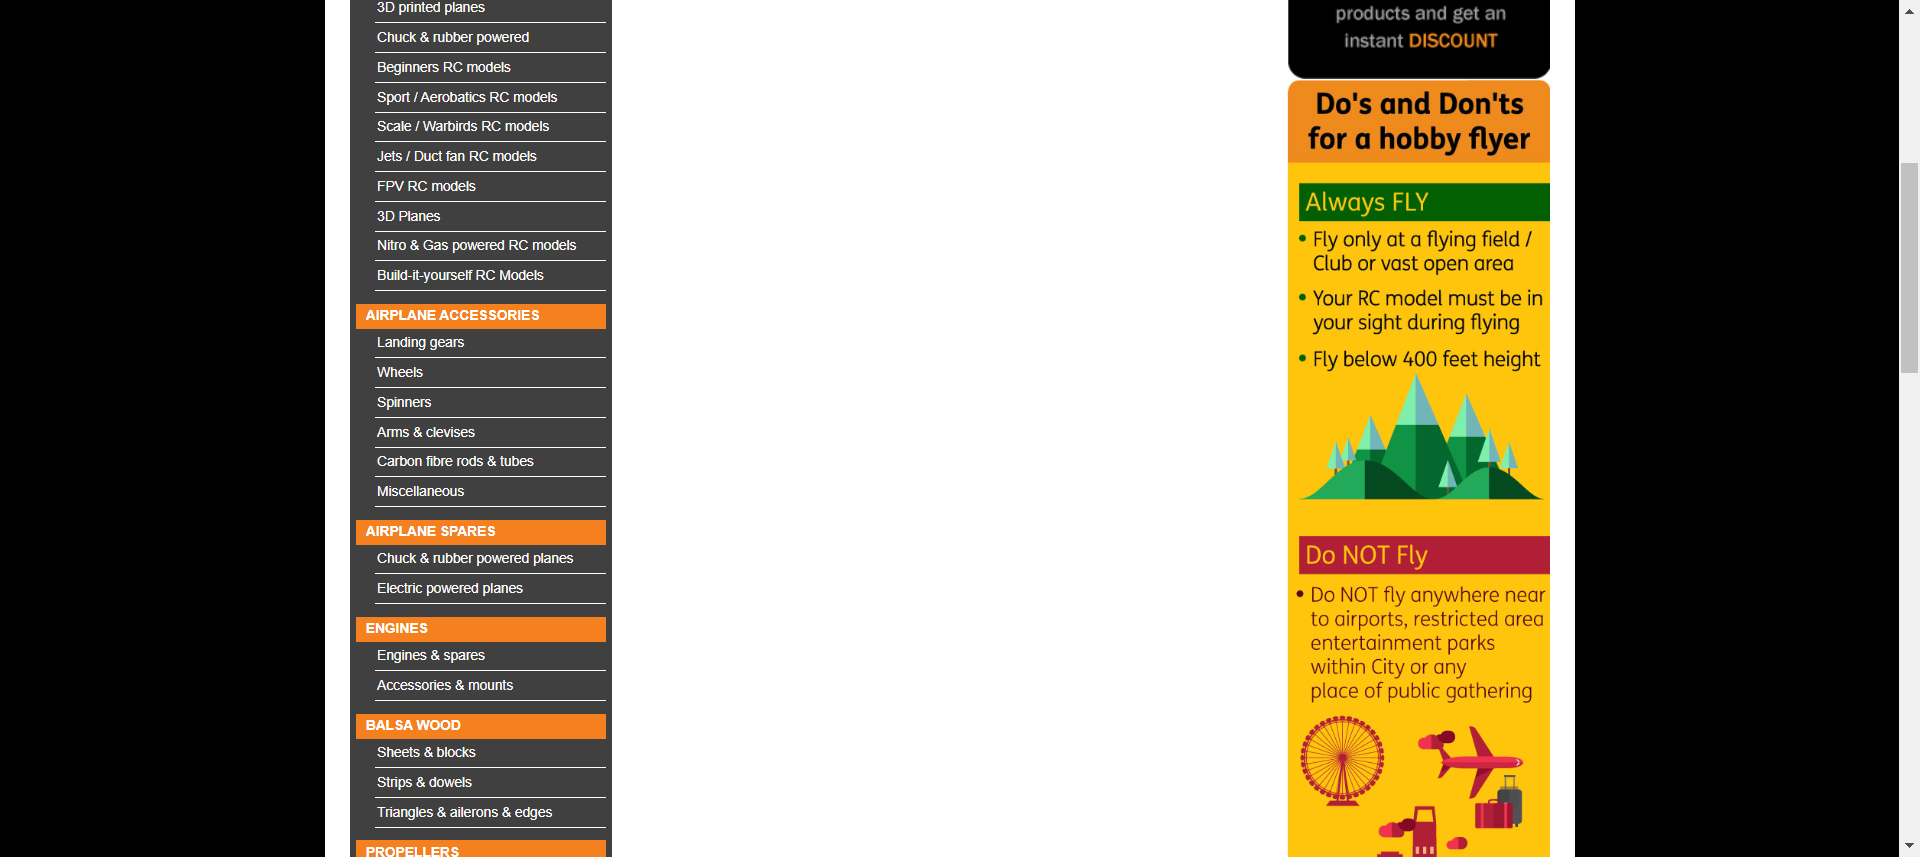 3D printed planes
Chuck & rubber powered
Beginners RC models
Sport / Aerobatics RC models
Scale / Warbirds RC models
Jets / Duct fan RC models
FPV RC models
3D Planes
Nitro & Gas powered RC models
Build-it-yourself RC Models
AIRPLANE ACCESSORIES
Landing gears
Wheels
Spinners
Arms & clevises
Carbon fibre rods & tubes
Miscellaneous
AIRPLANE SPARES
Chuck & rubber powered planes
Electric powered planes
ENGINES
Engines & spares
Accessories & mounts
BALSA WOOD
Sheets & blocks
Strips & dowels
Triangles & ailerons & edges
PROPELLERS
products and get an
instant DISCOUNT
Do's and Don'ts
for a hobby flyer
Always FLY
• Fly only at a flying field /
Club or vast open area
• Your RC model must be in
your sight during flying
• Fly below 400 feet height
Do NOT Fly
• Do NOT fly anywhere near
to airports, restricted area
entertainment parks
within City or any
place of public gathering